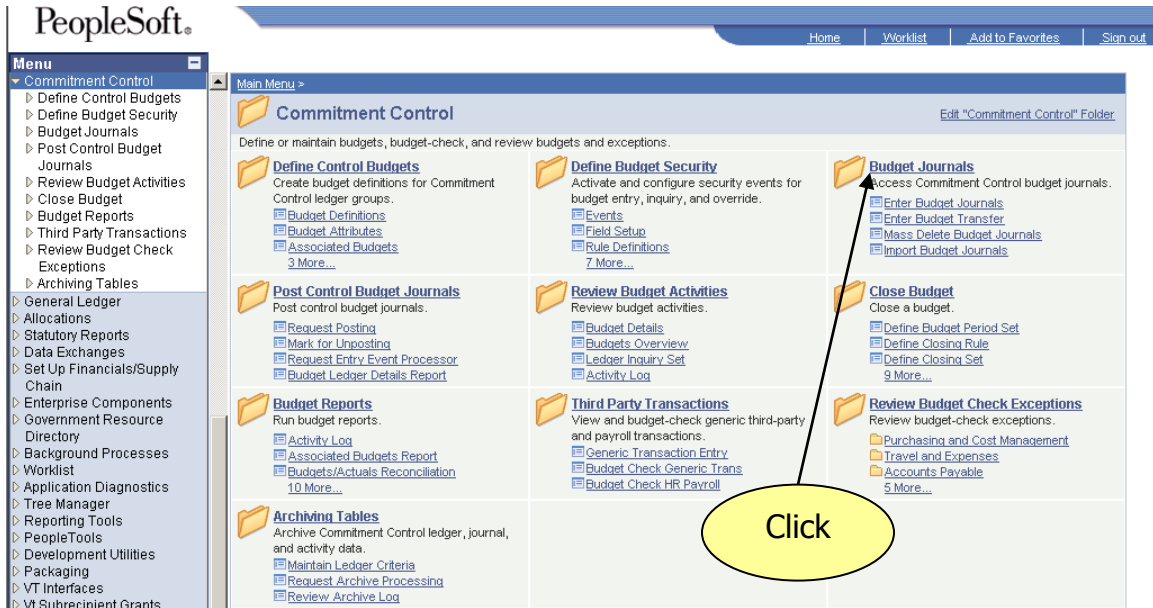 PeopleSoft®
Home Worklist Add to Favorites Sign out
Menu
Commitment Control
Define Control Budgets
Define Budget Security
Budget Journals
Post Control Budget
Journals
Review Budget Activities
Close Budget
Budget Reports
Third Party Transactions
Review Budget Check
Exceptions
Archiving Tables
General Ledger
Allocations
Statutory Reports
Data Exchanges
Set Up Financials/Supply
Chain
Enterprise Components
Government Resource
Directory
Background Processes
Worklist
Application Diagnostics
Tree Manager
Reporting Tools
PeopleTools
Development Utilities
Packaging
VT Interfaces
Vt Subrecipient Grants
Main Menu >
Commitment Control
Edit "Commitment Control" Folder
Define or maintain budgets, budget-check, and review budgets and exceptions.
Define Control Budgets
Create budget definitions for Commitment
Control ledger groups.
Budget Definitions
Budget Attributes
Associated Budgets
3 More...
Define Budget Security
Activate and configure security events for
budget entry, inquiry, and override.
Events
Field Setup
Rule Definitions
7 More...
Budget Journals
Access Commitment Control budget journals.
Enter Budget Journals
Enter Budget Transfer
Mass Delete Budget Journals
Import Budget Journals
Post Control Budget Journals
Post control budget journals.
Request Posting
Mark for Unposting
Request Entry Event Processor
Budget Ledger Details Report
Review Budget Activities
Review budget activities.
Budget Details
Budgets Overview
Ledger Inquiry Set
Activity Log
Close Budget
Close a budget.
Define Budget Period Set
Define Closing Rule
Define Closing Set
9 More...
Budget Reports
Run budget reports.
Activity Log
Associated Budgets Report
Budgets/Actuals Reconciliation
10 More...
Third Party Transactions
View and budget-check generic third-party
and payroll transactions.
Generic Transaction Entry
Budget Check Generic Trans
Budget Check HR Payroll
Review Budget Check Exceptions
Review budget-check exceptions.
Purchasing and Cost Management
Travel and Expenses
Accounts Payable
5 More...
Archiving Tables
Archive Commitment Control ledger, journal,
and activity data.
Maintain Ledger Criteria
Request Archive Processing
Review Archive Log
Click